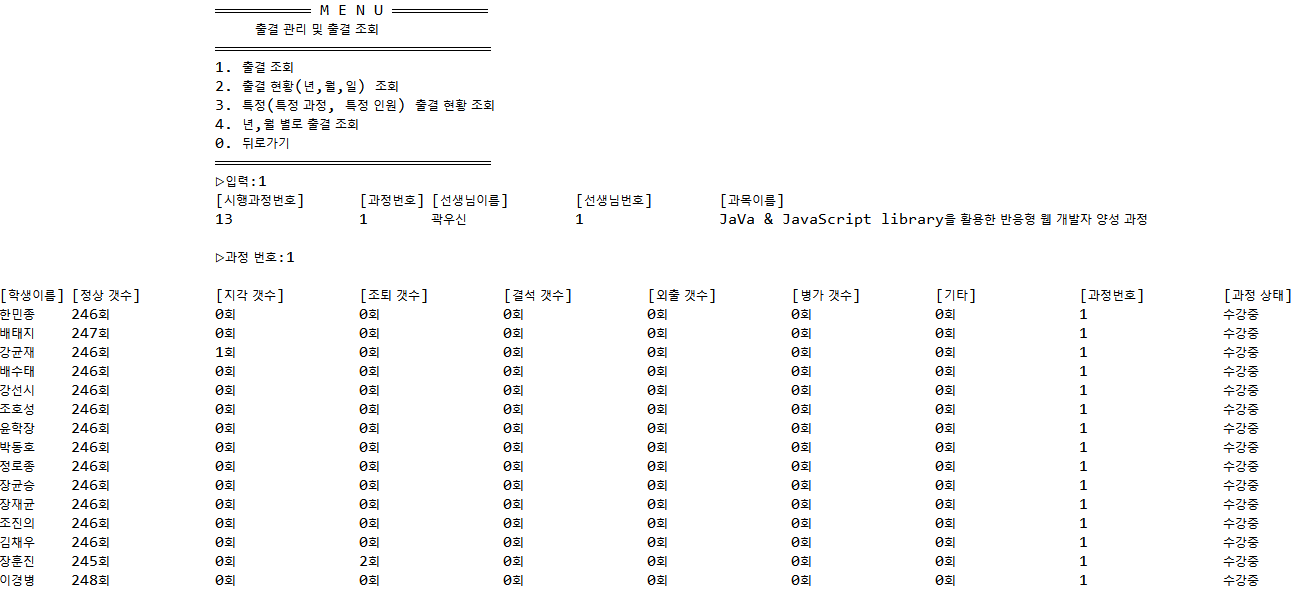 ══════════ M E N U ══════════
출결 관리 및 출결 조회
═════════════════════════════
1. 출결 조회
2. 출결 현황(년,월,일) 조회
3. 특정(특정 과정, 특정 인원) 출결 현황 조회
4. 년,월 별로 출결 조회
0. 뒤로가기
═════════════════════════════
▷입력:1
[시행과정번호] [과정번호] [선생님이름] [선생님번호] [과목이름]
13 1 곽우신 1 JaVa & JavaScript library을 활용한 반응형 웹 개발자 양성 과정
▷과정 번호:1
[학생이름] [정상 갯수] [지각 갯수] [조퇴 갯수] [결석 갯수] [외출 갯수] [병가 갯수] [기타] [과정번호] [과정 상태]
한민종 246회 0회 0회 0회 0회 0회 0회 1 수강중
배태지 247회 0회 0회 0회 0회 0회 0회 1 수강중
강균재 246회 1회 0회 0회 0회 0회 0회 1 수강중
배수태 246회 0회 0회 0회 0회 0회 0회 1 수강중
강선시 246회 0회 0회 0회 0회 0회 0회 1 수강중
조호성 246회 0회 0회 0회 0회 0회 0회 1 수강중
윤학장 246회 0회 0회 0회 0회 0회 0회 1 수강중
박동호 246회 0회 0회 0회 0회 0회 0회 1 수강중
정로종 246회 0회 0회 0회 0회 0회 0회 1 수강중
장균승 246회 0회 0회 0회 0회 0회 0회 1 수강중
장재균 246회 0회 0회 0회 0회 0회 0회 1 수강중
조진의 246회 0회 0회 0회 0회 0회 0회 1 수강중
김채우 246회 0회 0회 0회 0회 0회 0회 1 수강중
장훈진 245회 0회 2회 0회 0회 0회 0회 1 수강중
이경병 248회 0회 0회 0회 0회 0회 0회 1 수강중